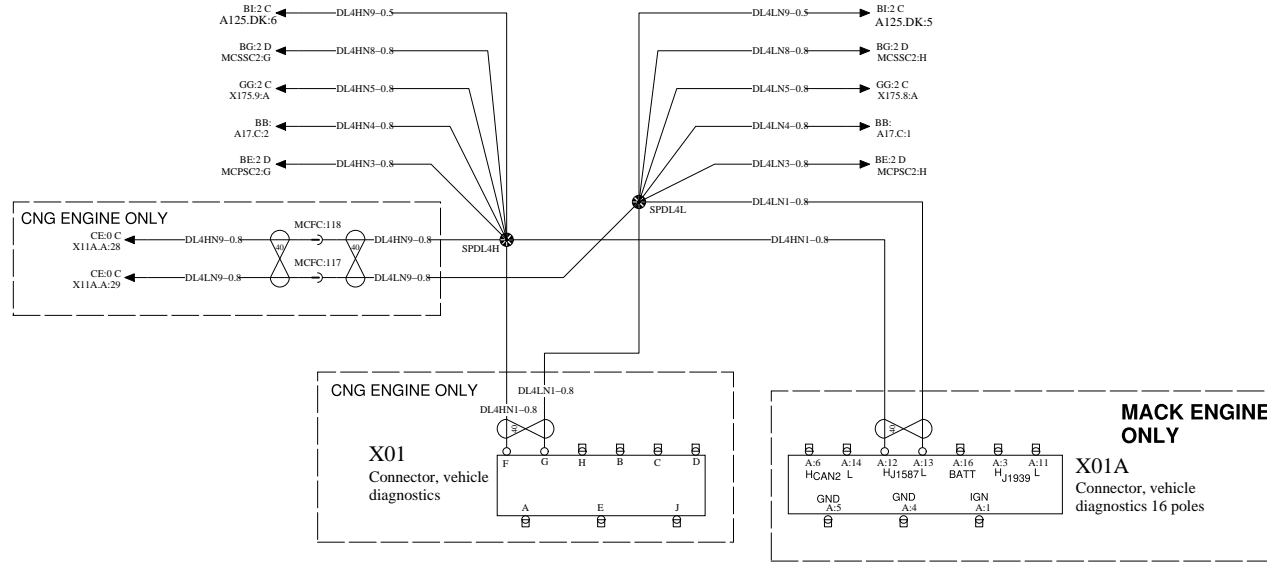 BI:2 C
A125.DK:6
DL4HN9–0.5
DL4LN9–0.5
BI:2 C
A125.DK:5
BG:2 D
MCSSC2:G
DL4HN8–0.8
DL4LN8–0.8
BG:2 D
MCSSC2:H
GG:2 C
X175.9:A
DL4HN5–0.8
DL4LN5–0.8
GG:2 C
X175.8:A
BB:
A17.C:2
DL4HN4–0.8
DL4LN4–0.8
BB:
A17.C:1
BE:2 D
MCPSC2:G
DL4HN3–0.8
DL4LN3–0.8
BE:2 D
MCPSC2:H
SPDL4L
DL4LN1–0.8
CNG ENGINE ONLY
CE:0 C
X11A.A:28
DL4HN9–0.8
MCFC:118
DL4HN9–0.8
SPDL4H
DL4HN1–0.8
40
40
CE:0 C
X11A.A:29
DL4LN9–0.8
MCFC:117
DL4LN9–0.8
CNG ENGINE ONLY
DL4LN1–0.8
DL4HN1–0.8
40
X01
Connector, vehicle
diagnostics
F
G
H
B
C
D
A
E
J
MACK ENGINE
ONLY
40
A:6
A:14
A:12
A:13
A:16
A:3
A:11
H CAN2 L
H J1587 L
BATT
H J1939 L
GND
A:5
GND
A:4
IGN
A:1
X01A
Connector, vehicle
diagnostics 16 poles